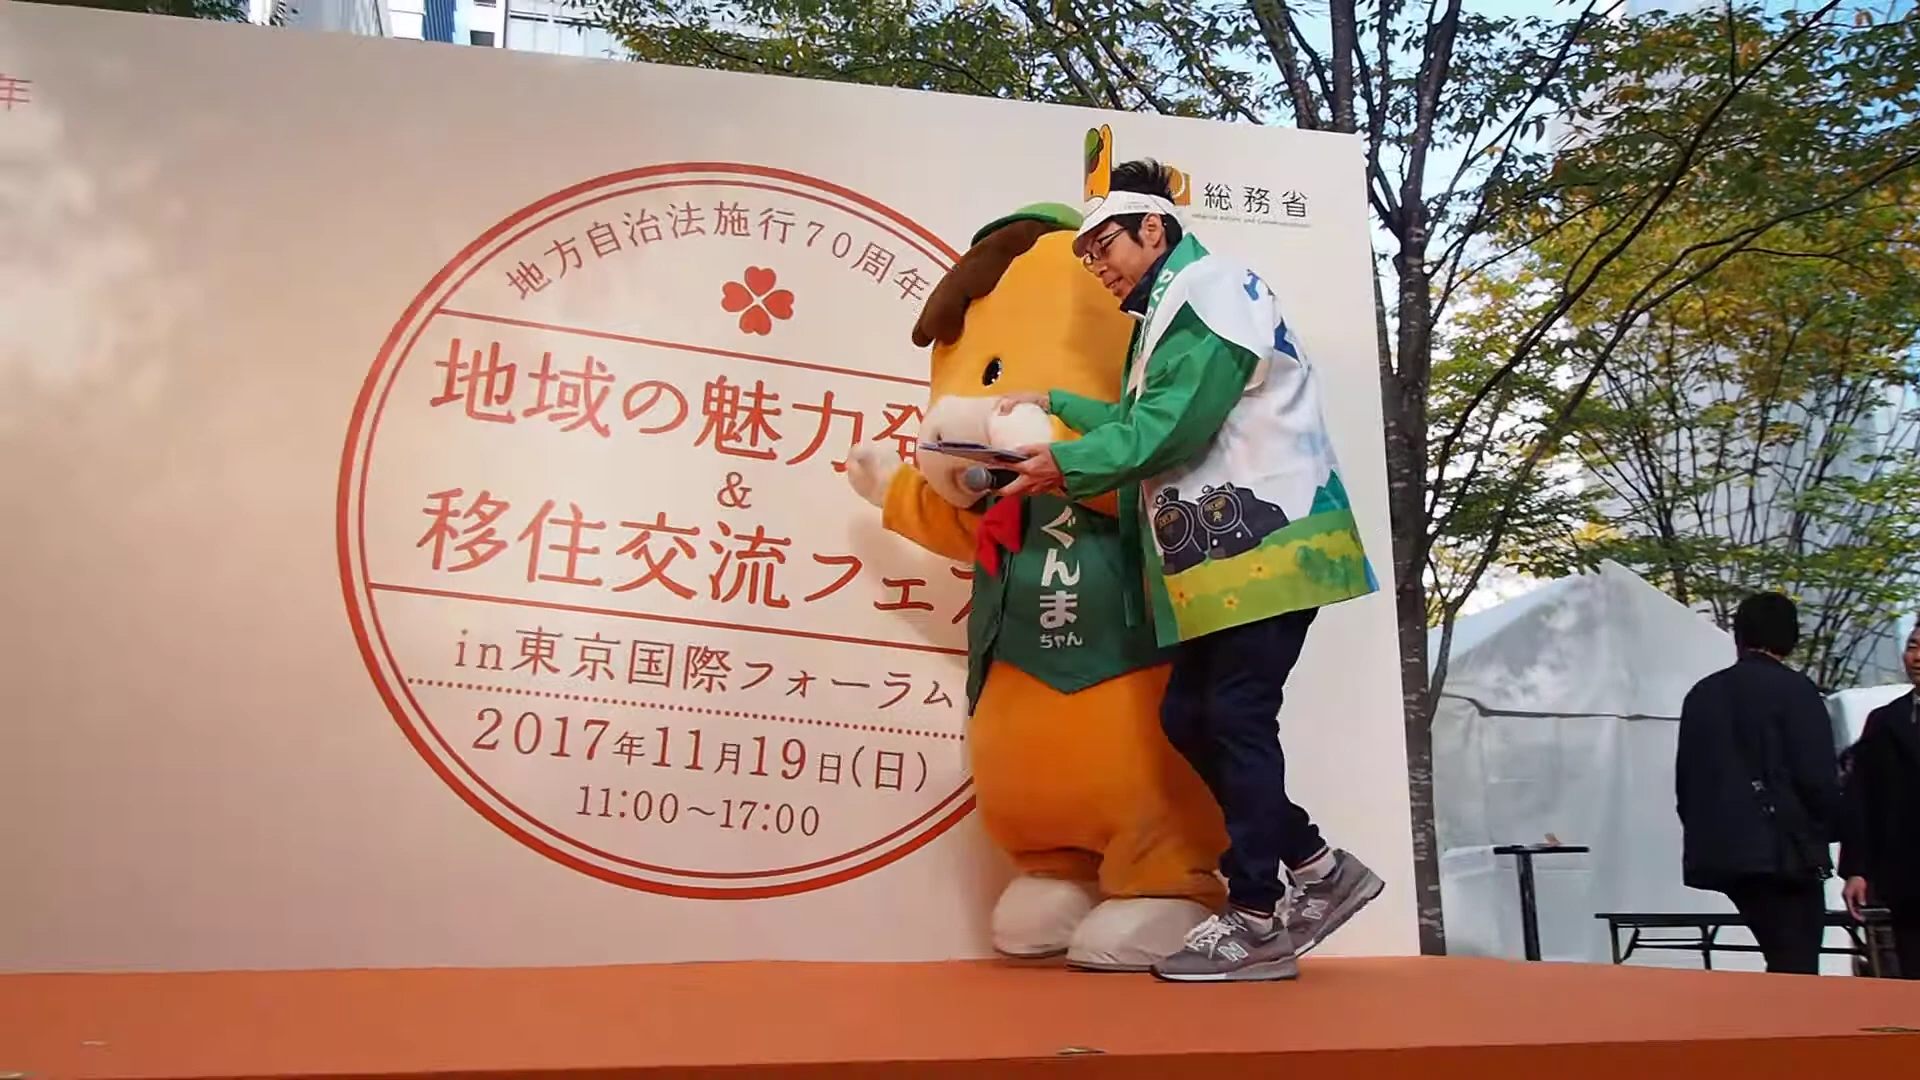 年
総務省
地方自治法施行70周年
地域の魅力発
&
移住交流フェ
in東京国際フォーラム
2017年11月19日(日)
11:00~17:00
ぐんま
ちゃん
N
N